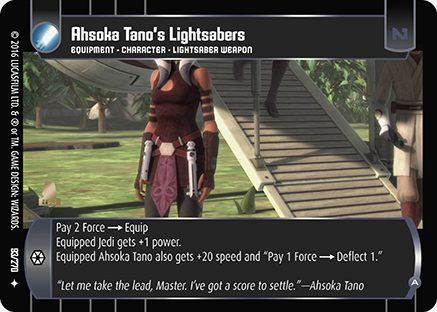 Ahsoka Tano's Lightsabers
EQUIPMENT - CHARACTER - LIGHTSABER WEAPON
N
© 2016 LUCASFILM LTD. & ® or TM. GAME DESIGN: WIZARDS.
Pay 2 Force → Equip
Equipped Jedi gets +1 power.
Equipped Ahsoka Tano also gets +20 speed and “Pay 1 Force → Deflect 1.”
“Let me take the lead, Master. I've got a score to settle.”—Ahsoka Tano
A